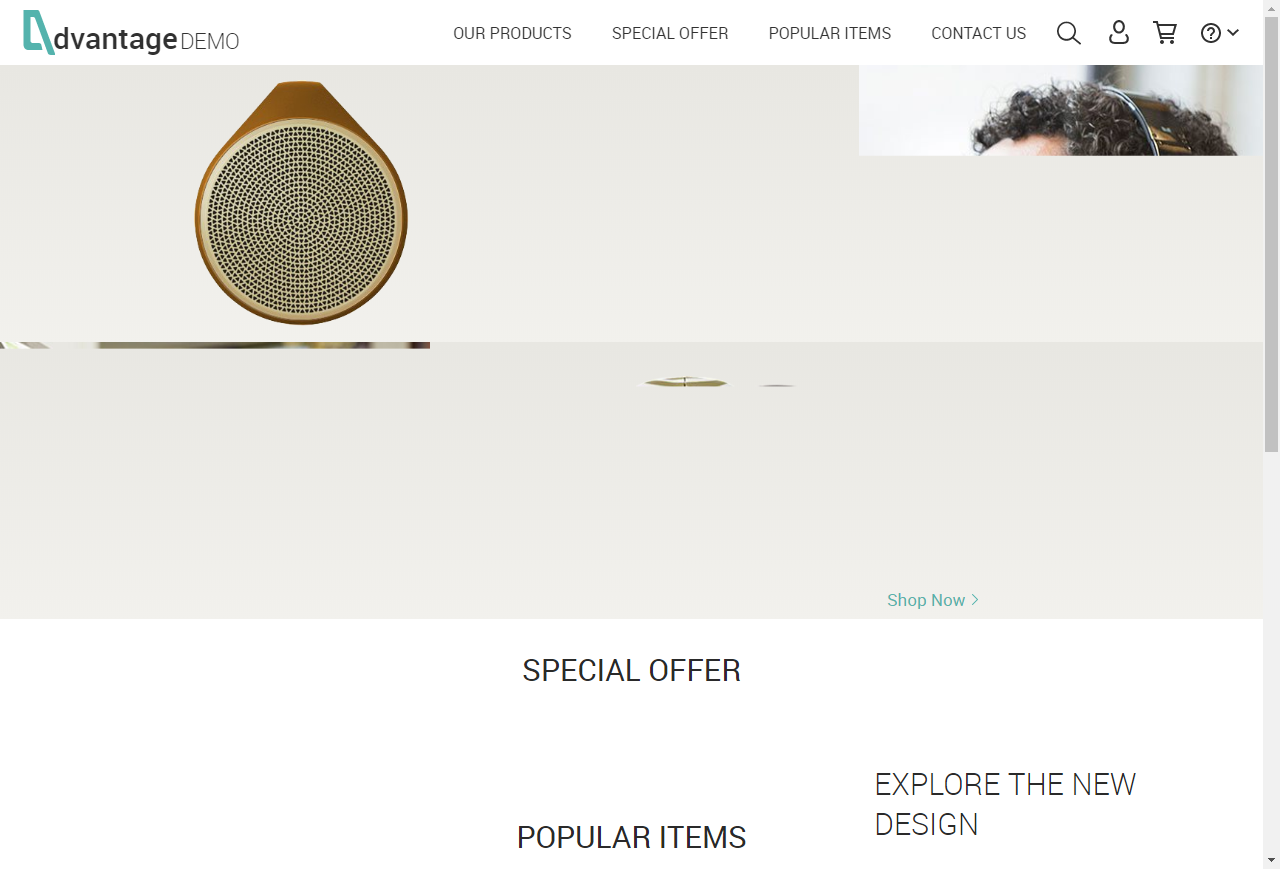 dvantage DEMO
OUR PRODUCTS
SPECIAL OFFER
POPULAR ITEMS
CONTACT US
Shop Now
SPECIAL OFFER
EXPLORE THE NEW
DESIGN
POPULAR ITEMS